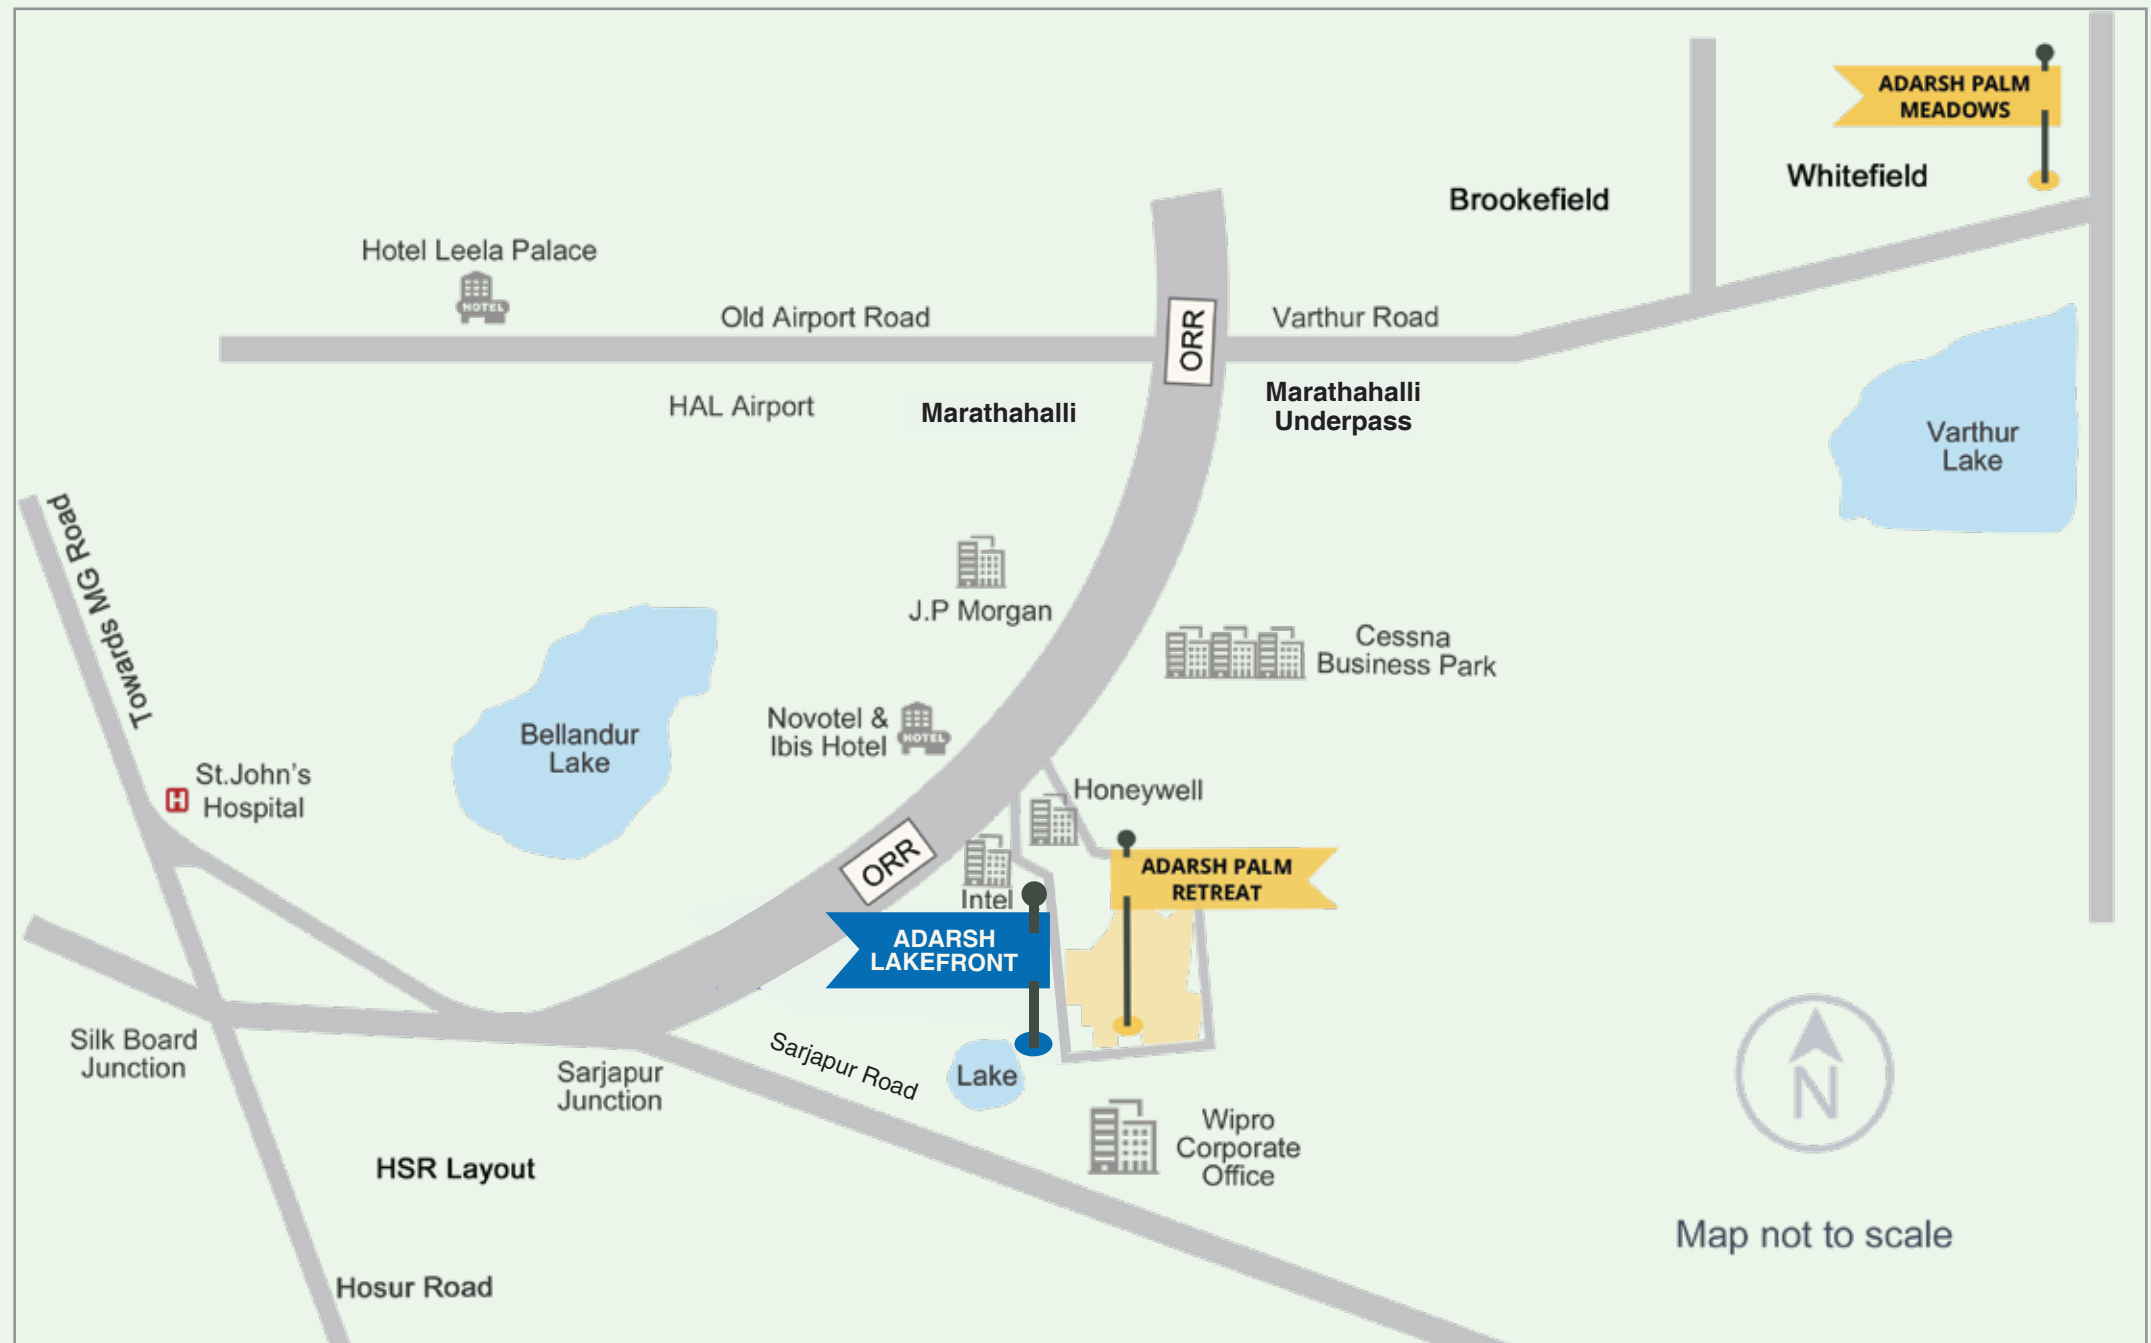 ADARSH PALM
MEADOWS
Whitefield
Brookefield
Hotel Leela Palace
HOTEL
Old Airport Road
Varthur Road
ORR
HAL Airport
Marathahalli
Marathahalli
Underpass
Varthur
Lake
Towards MG Road
J.P Morgan
Cessna
Business Park
Novotel &
Ibis Hotel
HOTEL
Bellandur
Lake
St.John's
Hospital
H
Honeywell
ORR
Intel
ADARSH PALM
RETREAT
ADARSH
LAKEFRONT
Silk Board
Junction
Sarjapur
Junction
Sarjapur Road
Lake
Wipro
Corporate
Office
N
HSR Layout
Map not to scale
Hosur Road